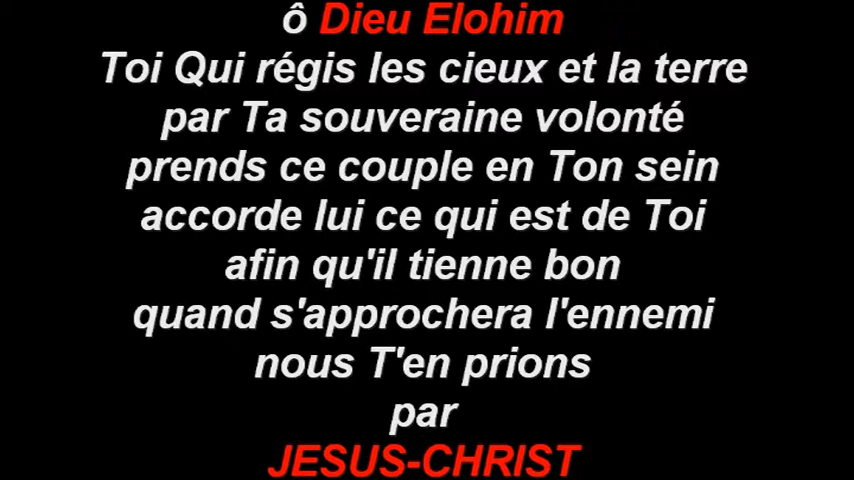 ô Dieu Elohim
Toi Qui régis les cieux et la terre
par Ta souveraine volonté
prends ce couple en Ton sein
accorde lui ce qui est de Toi
afin qu'il tienne bon
quand s'approchera l'ennemi
nous T'en prions
par
JESUS-CHRIST